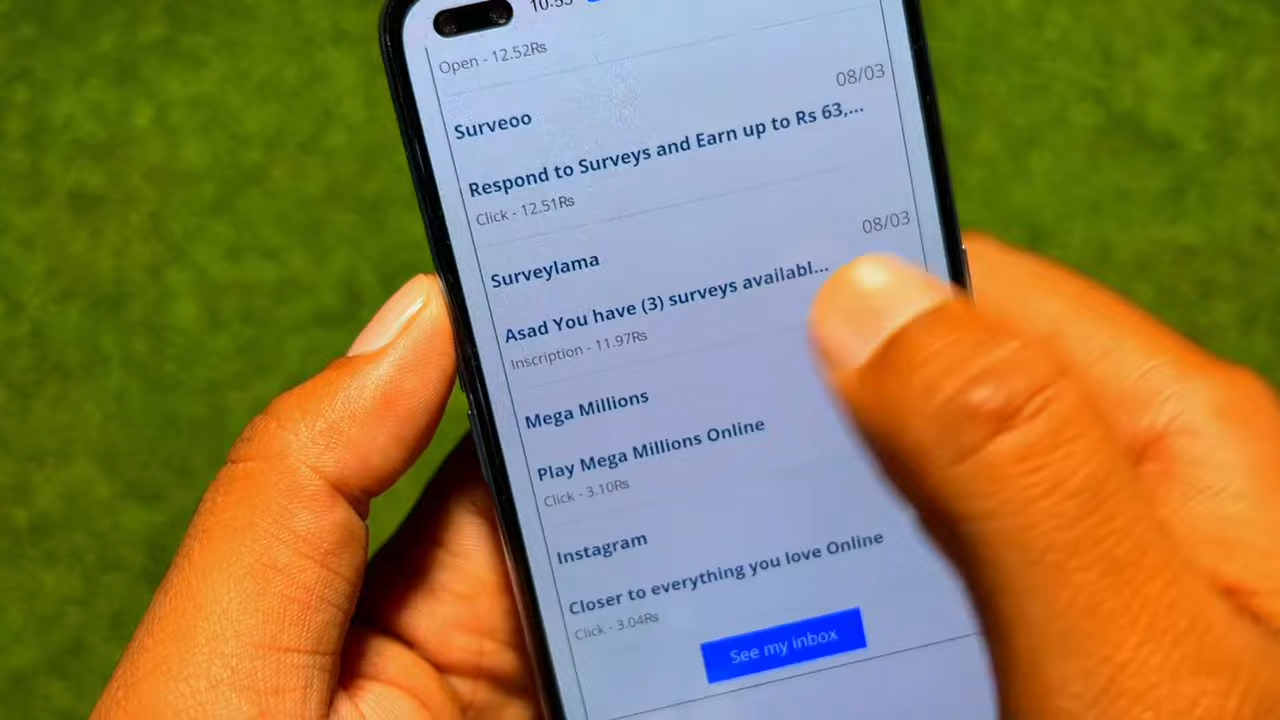 10:53
Open - 12.52Rs
08/03
Surveoo
Respond to Surveys and Earn up to Rs 63,...
Click - 12.51Rs
08/03
Surveylama
Asad You have (3) surveys availabl...
Inscription - 11.97Rs
Mega Millions
Play Mega Millions Online
Click - 3.10Rs
Instagram
Closer to everything you love Online
Click - 3.04Rs
See my inbox